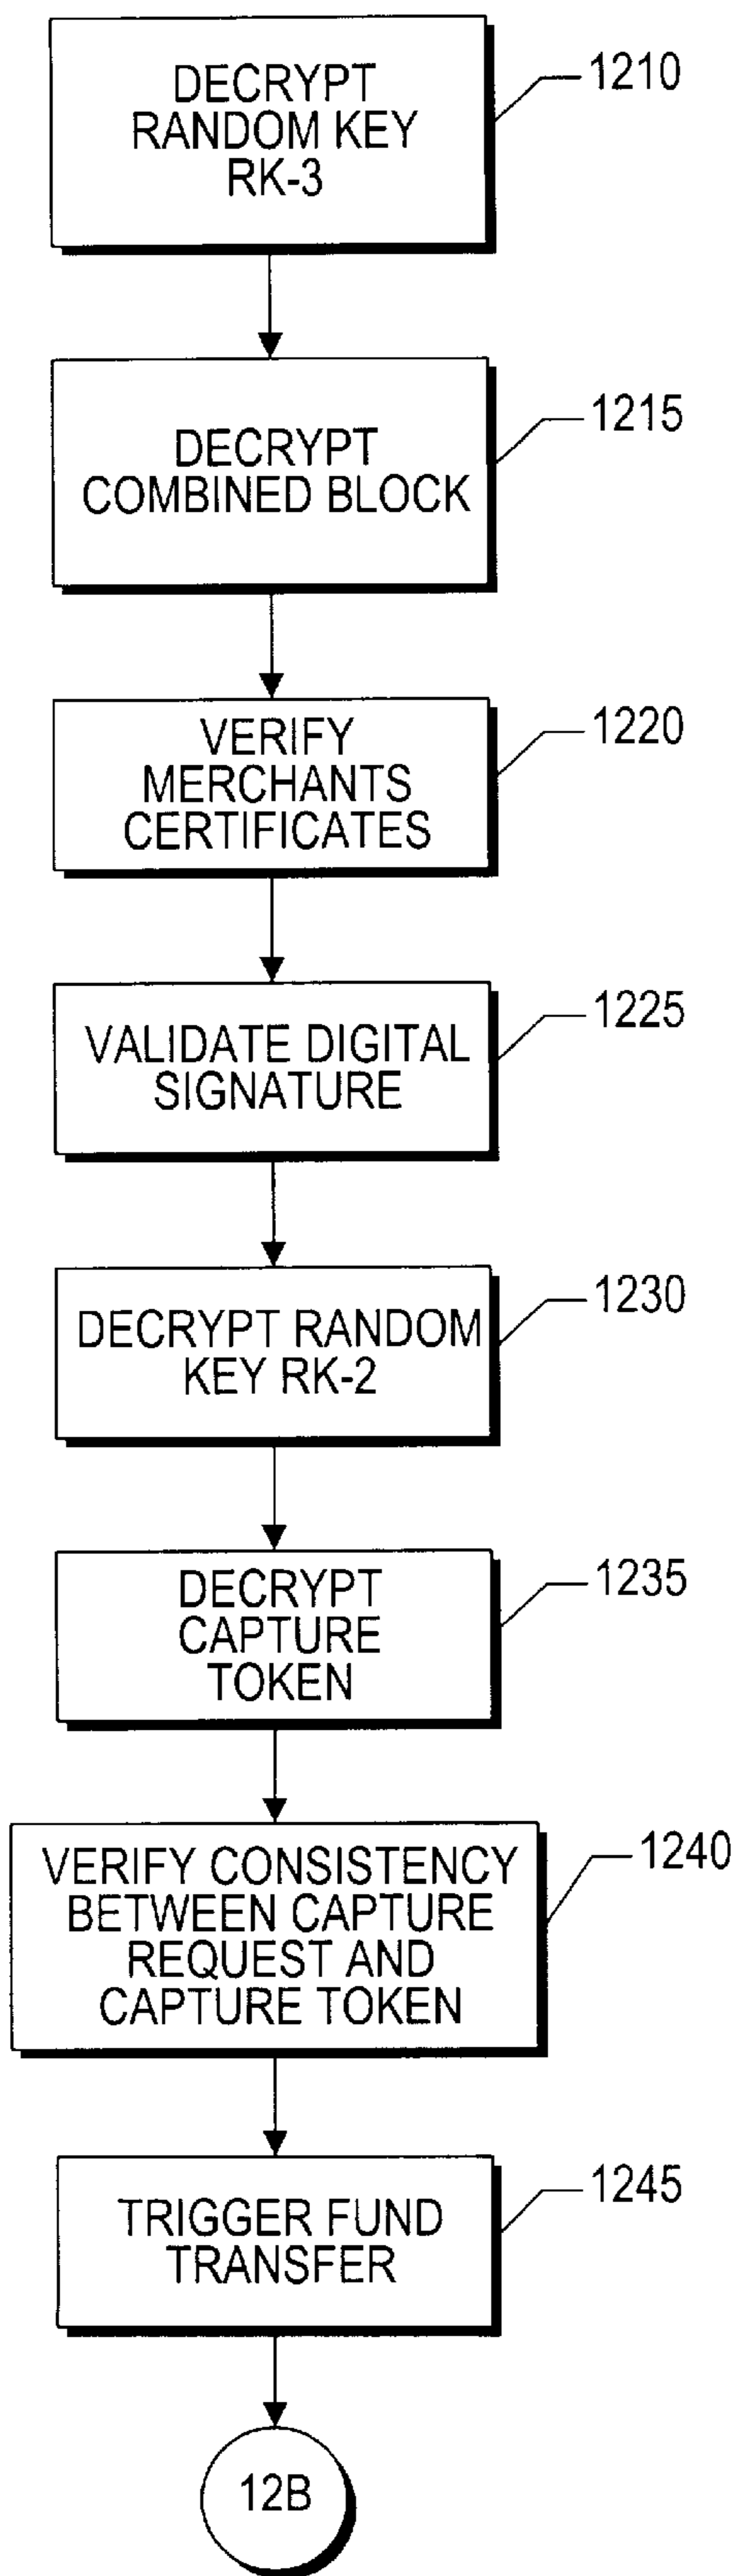 DECRYPT
RANDOM KEY
RK-3
1210
DECRYPT
COMBINED BLOCK
1215
VERIFY
MERCHANTS
CERTIFICATES
1220
VALIDATE DIGITAL
SIGNATURE
1225
DECRYPT RANDOM
KEY RK-2
1230
DECRYPT
CAPTURE
TOKEN
1235
VERIFY CONSISTENCY
BETWEEN CAPTURE
REQUEST AND
CAPTURE TOKEN
1240
TRIGGER FUND
TRANSFER
1245
12B